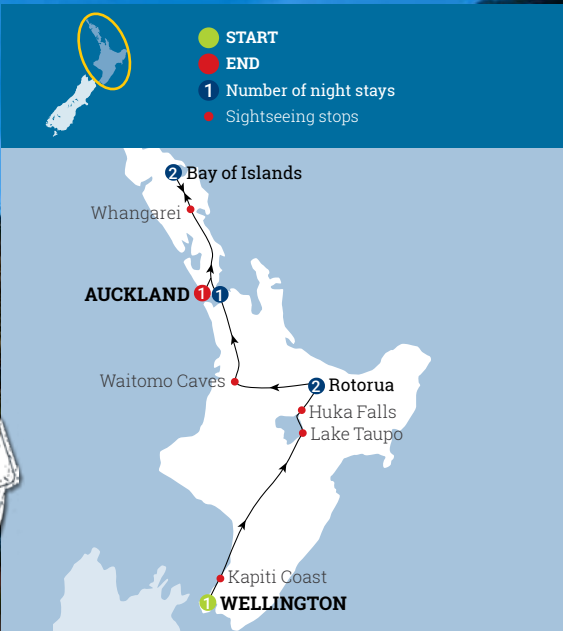 START
END
1 Number of night stays
Sightseeing stops
2 Bay of Islands
Whangarei
AUCKLAND 1 1
Waitomo Caves
2 Rotorua
Huka Falls
Lake Taupo
Kapiti Coast
1 WELLINGTON